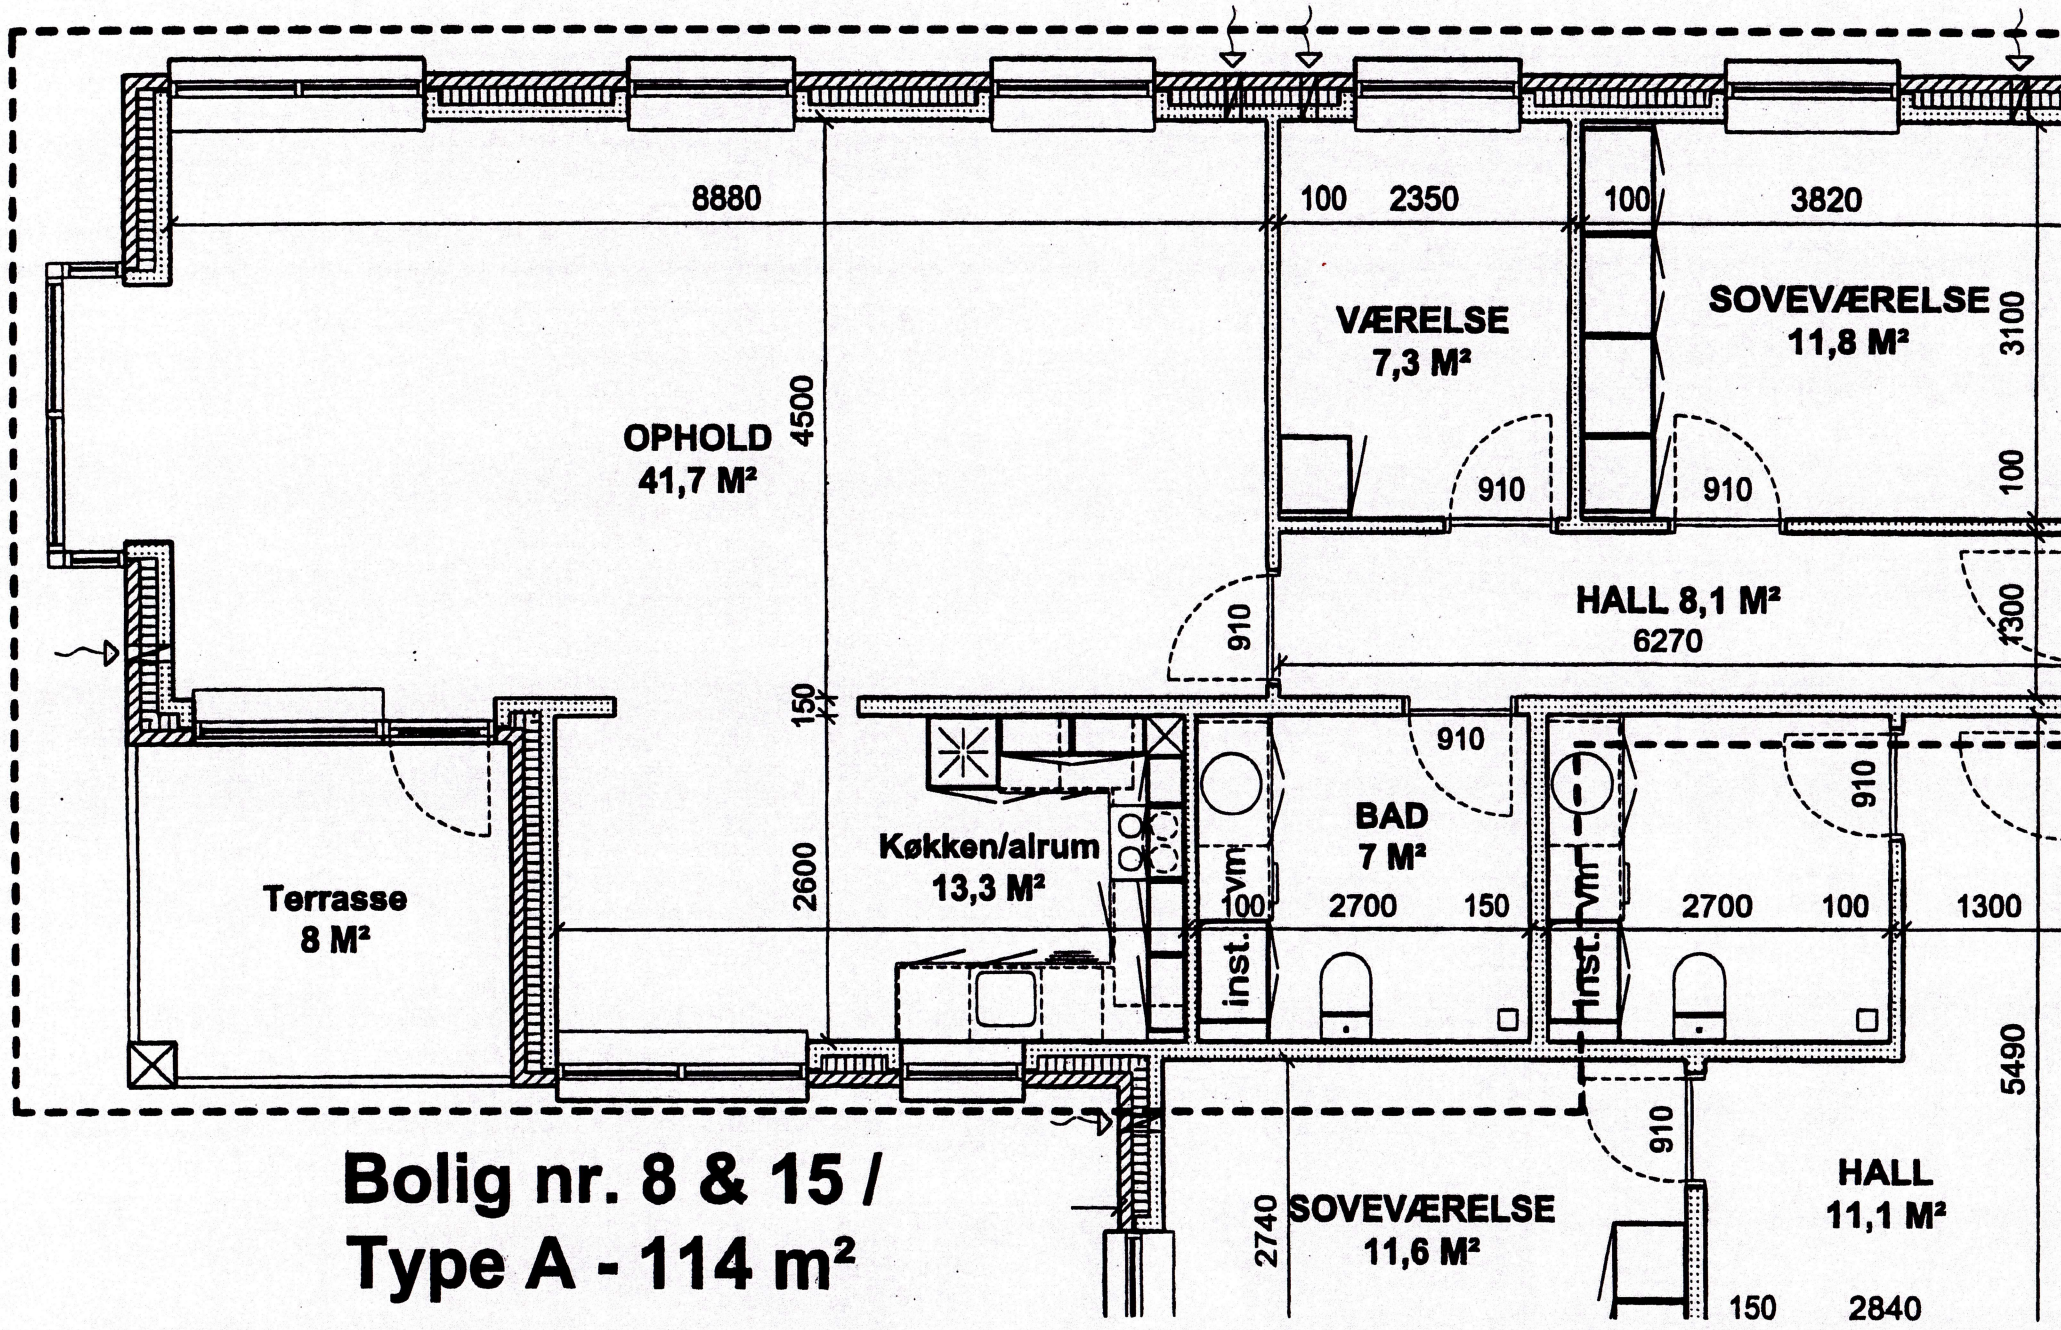 8880
100
2350
100
3820
VÆRELSE
7,3 M²
SOVEVÆRELSE
11,8 M²
3100
OPHOLD
41,7 M²
4500
910
910
100
HALL 8,1 M²
6270
910
1300
150
910
BAD
7 M²
910
Køkken/alrum
13,3 M²
2600
Terrasse
8 M²
vm
inst.
100
2700
150
vm
inst.
2700
100
1300
5490
Bolig nr. 8 & 15 /
Type A - 114 m²
910
2740
SOVEVÆRELSE
11,6 M²
HALL
11,1 M²
150
2840